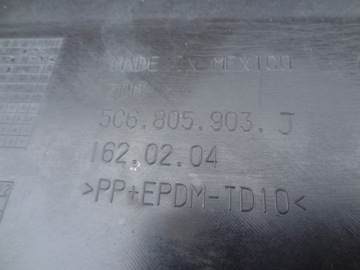 MADE IN MEXICO
5C6.805.903.J
162.02.04
>PP+EPDM-TD10<